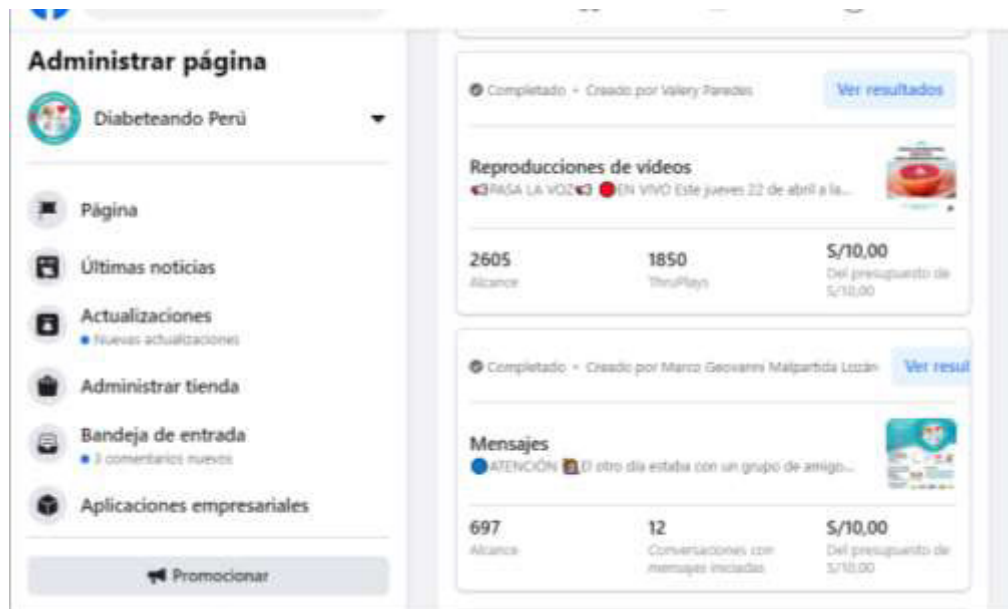 Administrar página
Diabeteando Perú
Página
Últimas noticias
Actualizaciones
Nuevas actualizaciones
Administrar tienda
Bandeja de entrada
3 comentarios nuevos
Aplicaciones empresariales
Promocionar
Completado • Creado por Valery Paredes
Ver resultados
Reproducciones de videos
📢PASA LA VOZ📢 🔴EN VIVO Este jueves 22 de abril a la...
2605
Alcance
1850
ThruPlays
S/10,00
Del presupuesto de
S/10,00
Completado • Creado por Marco Geovanni Malpartida Lozán
Ver resul
Mensajes
🔵ATENCIÓN 🙋El otro día estaba con un grupo de amigo...
697
Alcance
12
Conversaciones con
mensajes iniciadas
S/10,00
Del presupuesto de
S/10,00